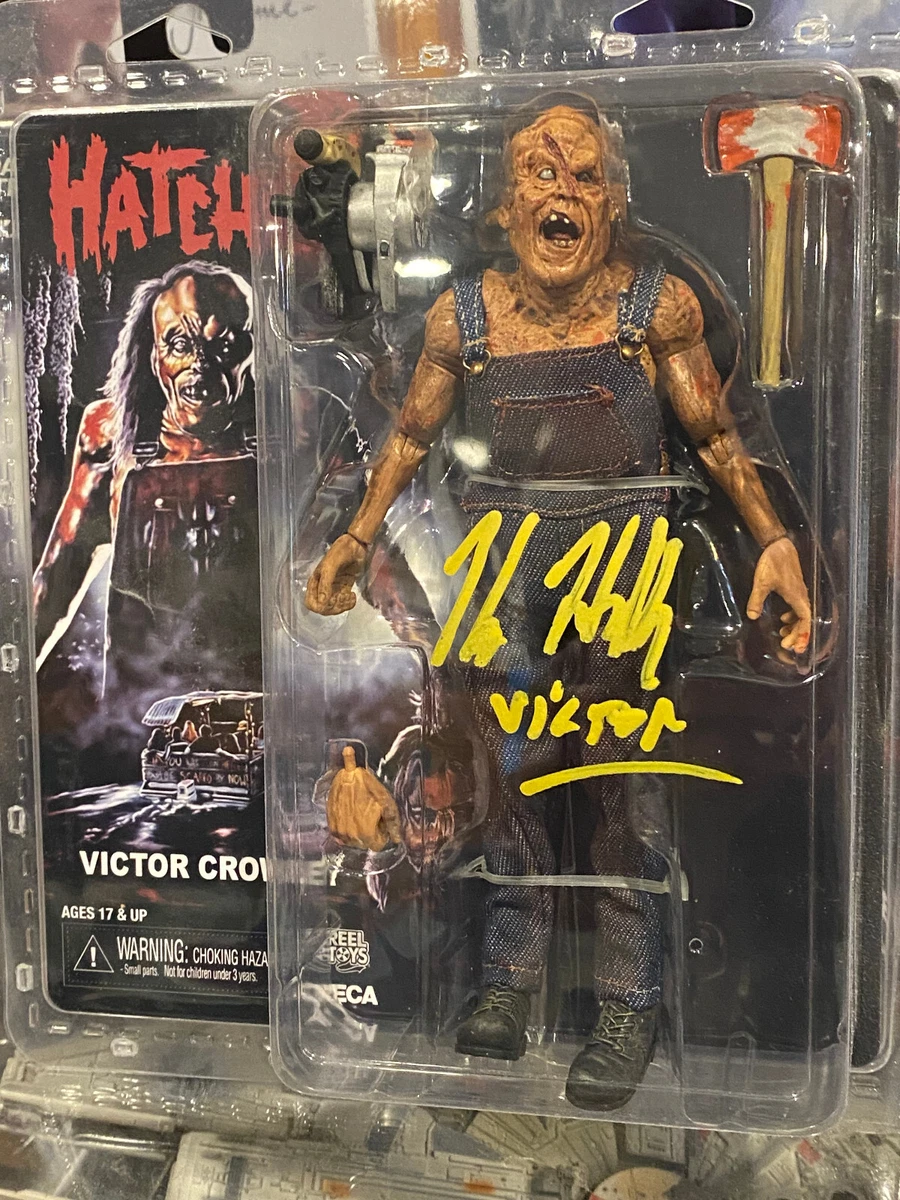 HATCH
VICTOR CROWLEY
AGES 17 & UP
WARNING: CHOKING HAZA
- Small parts. Not for children under 3 years.
REEL
TOYS
ECA
VICTOR